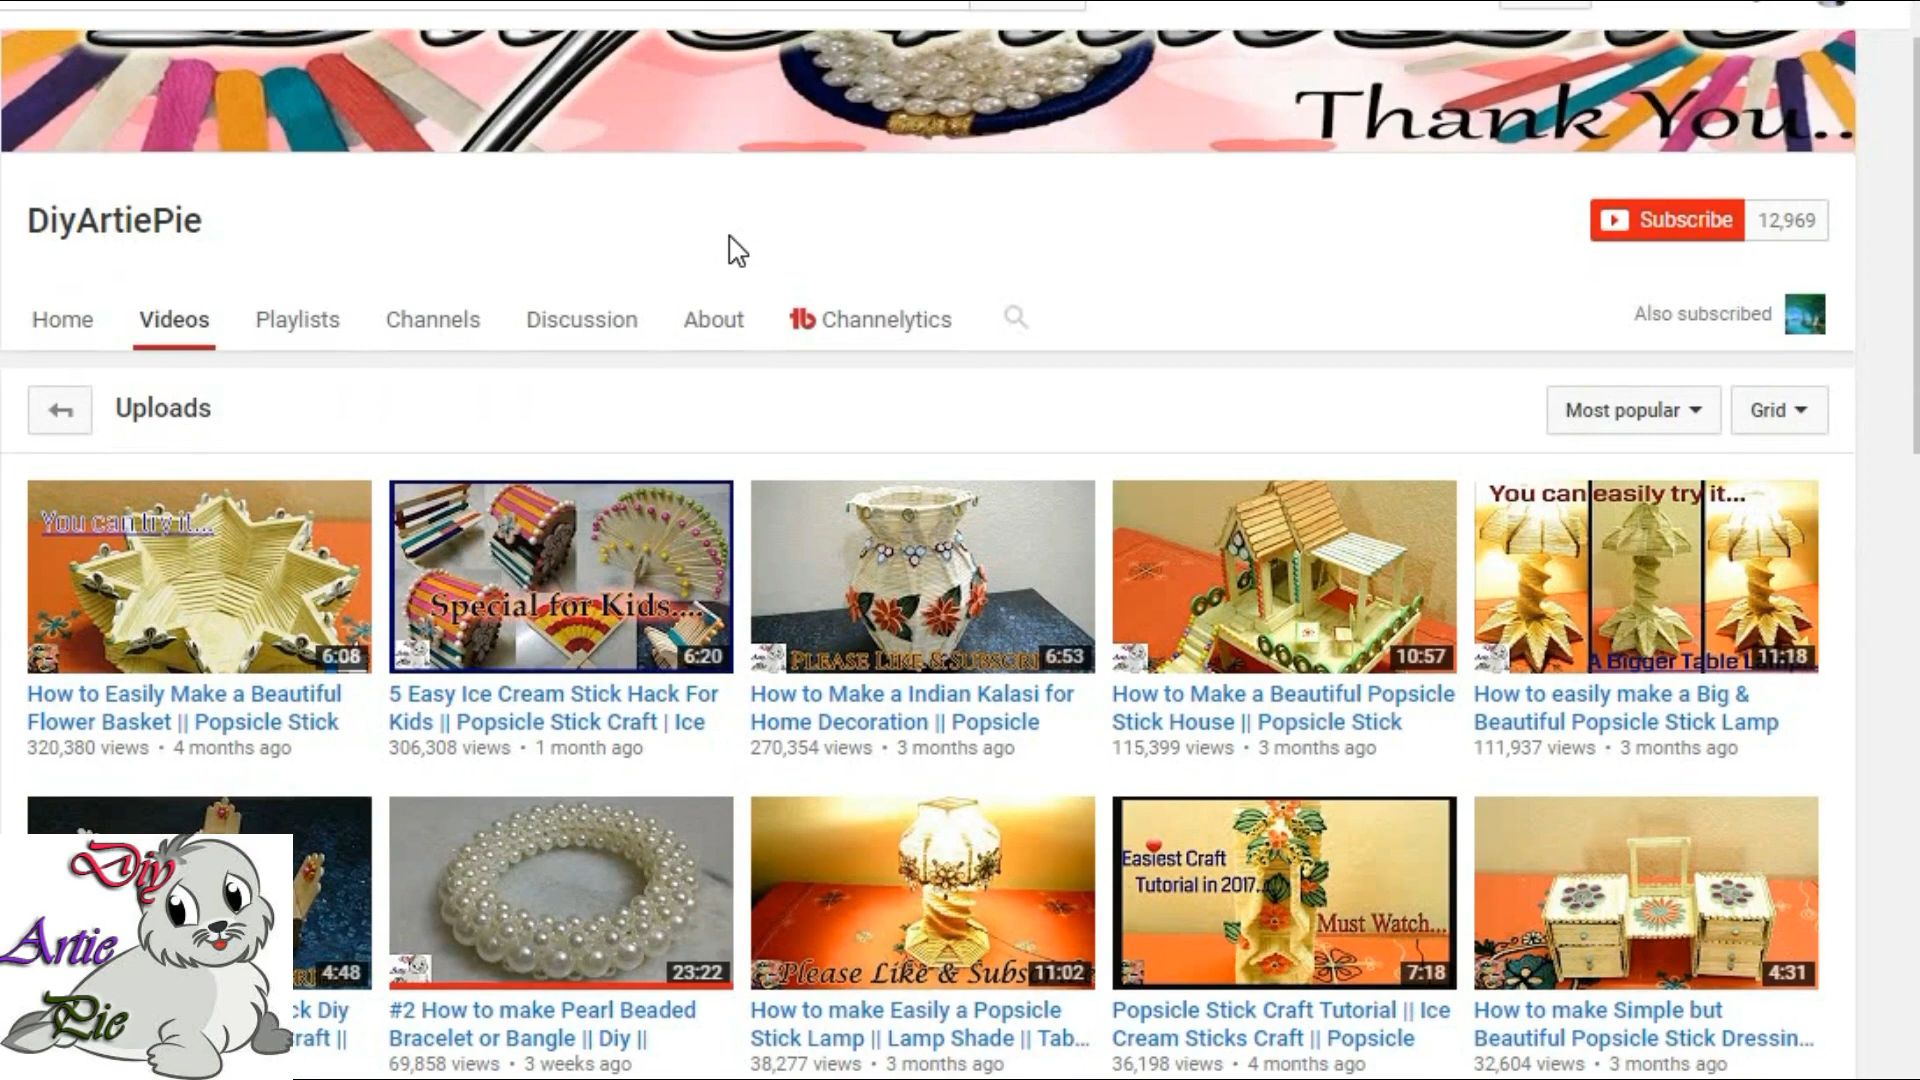 Thank You..
DiyArtiePie
Subscribe 12,969
Home Videos Playlists Channels Discussion About Channelytics
Also subscribed
Uploads
Most popular Grid
You can try it...
6:08
Special for Kids....
6:20
PLEASE LIKE & SUBSCRI
6:53
10:57
You can easily try it...
A Bigger Table
11:18
How to Easily Make a Beautiful
Flower Basket || Popsicle Stick
320,380 views • 4 months ago
5 Easy Ice Cream Stick Hack For
Kids || Popsicle Stick Craft | Ice
306,308 views • 1 month ago
How to Make a Indian Kalasi for
Home Decoration || Popsicle
270,354 views • 3 months ago
How to Make a Beautiful Popsicle
Stick House || Popsicle Stick
115,399 views • 3 months ago
How to easily make a Big &
Beautiful Popsicle Stick Lamp
111,937 views • 3 months ago
Diy
Artie
Pie
4:48
23:22
Please Like & Subs
11:02
Easiest Craft
Tutorial in 2017...
Must Watch...
7:18
4:31
ck Diy
raft ||
#2 How to make Pearl Beaded
Bracelet or Bangle || Diy ||
69,858 views • 3 weeks ago
How to make Easily a Popsicle
Stick Lamp || Lamp Shade || Tab...
38,277 views • 3 months ago
Popsicle Stick Craft Tutorial || Ice
Cream Sticks Craft || Popsicle
36,198 views • 4 months ago
How to make Simple but
Beautiful Popsicle Stick Dressin...
32,604 views • 3 months ago